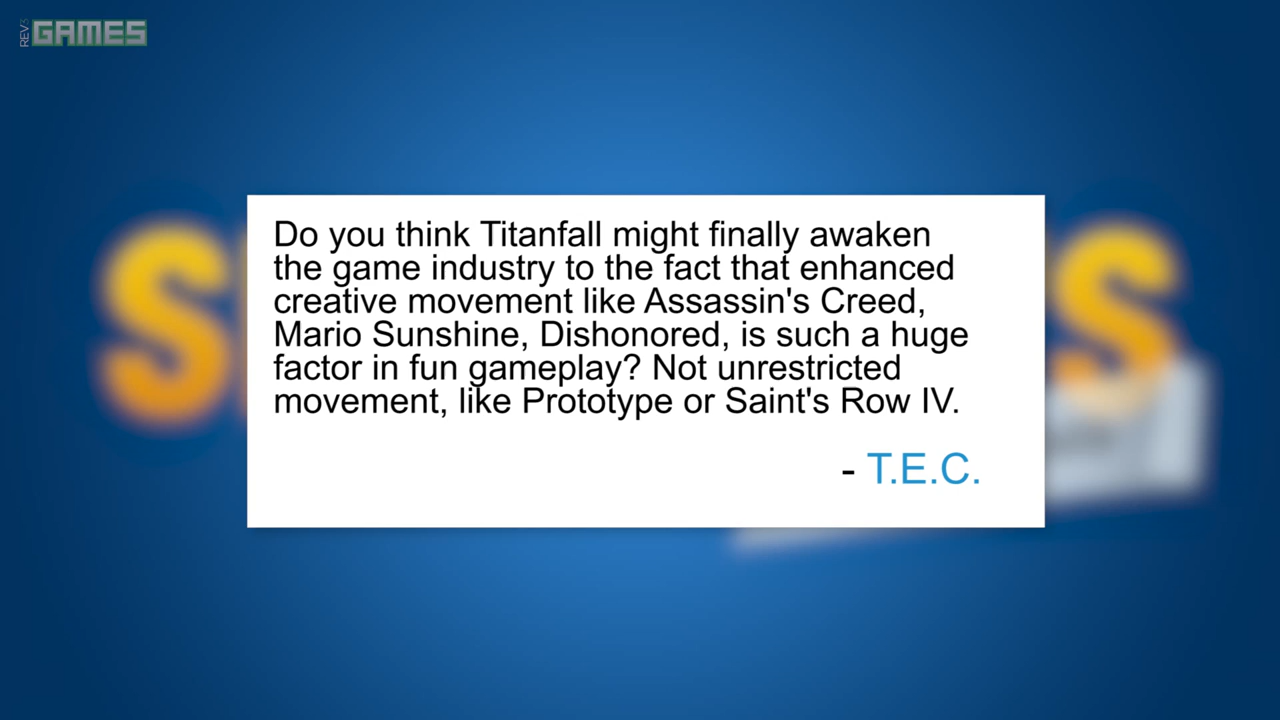 REV3 GAMES
Do you think Titanfall might finally awaken
the game industry to the fact that enhanced
creative movement like Assassin's Creed,
Mario Sunshine, Dishonored, is such a huge
factor in fun gameplay? Not unrestricted
movement, like Prototype or Saint's Row IV.
- T.E.C.